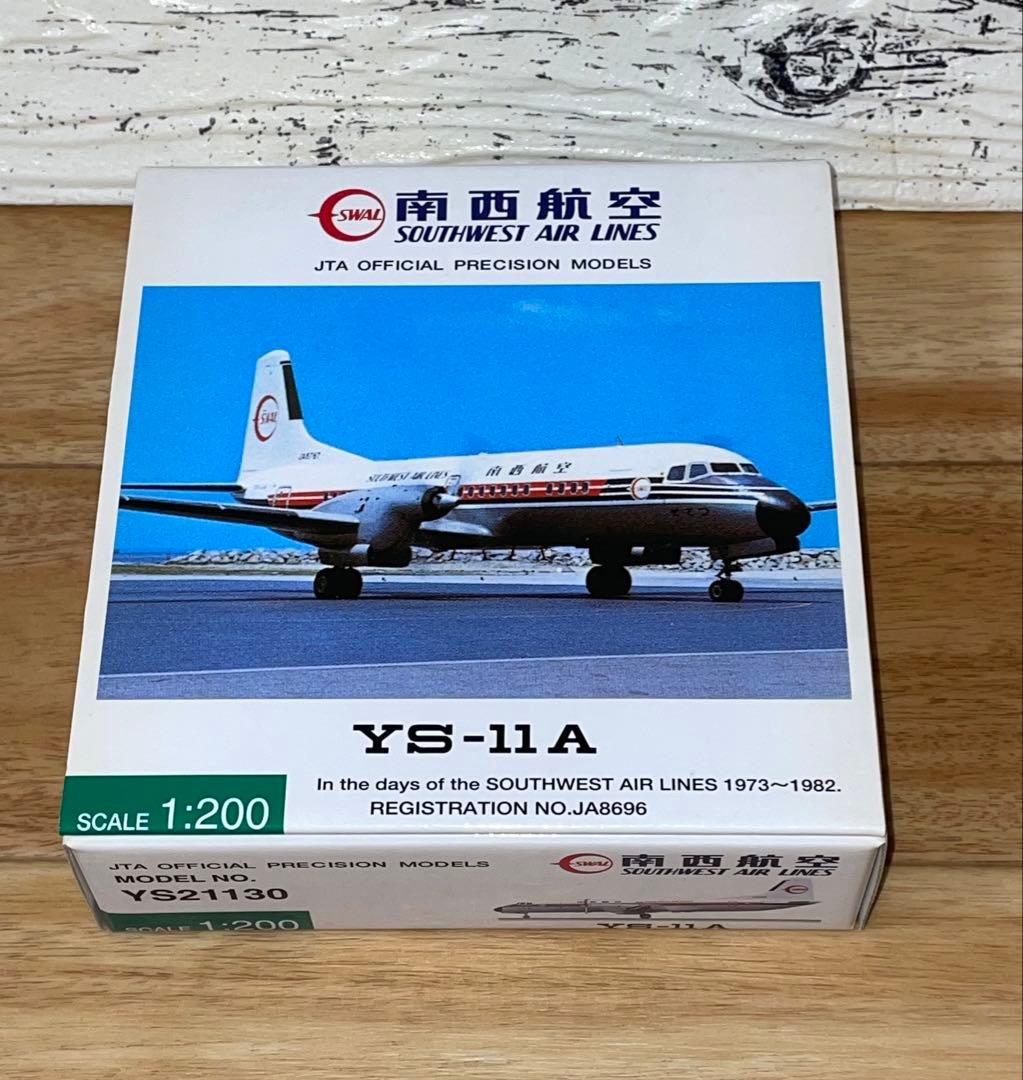 SWAL 南西航空
SOUTHWEST AIR LINES
JTA OFFICIAL PRECISION MODELS
SWAL
SOUTHWEST AIR LINES 南西航空
YS-11A
In the days of the SOUTHWEST AIR LINES 1973～1982.
REGISTRATION NO.JA8696
SCALE 1:200
JTA OFFICIAL PRECISION MODELS
MODEL NO.
YS21130
SCALE 1:200
SWAL 南西航空
SOUTHWEST AIR LINES
YS-11A